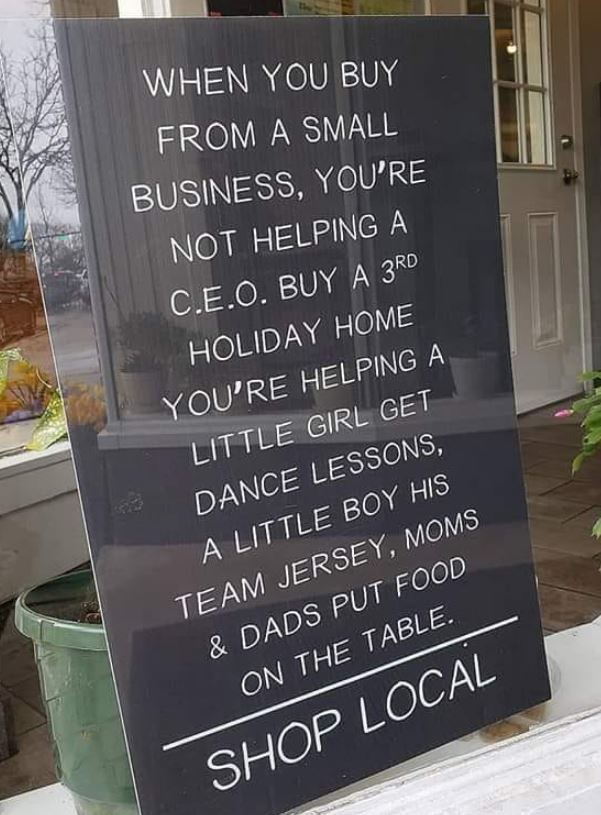 WHEN YOU BUY
FROM A SMALL
BUSINESS, YOU'RE
NOT HELPING A
C.E.O. BUY A 3RD
HOLIDAY HOME
YOU'RE HELPING A
LITTLE GIRL GET
DANCE LESSONS,
A LITTLE BOY HIS
TEAM JERSEY, MOMS
& DADS PUT FOOD
ON THE TABLE.
SHOP LOCAL